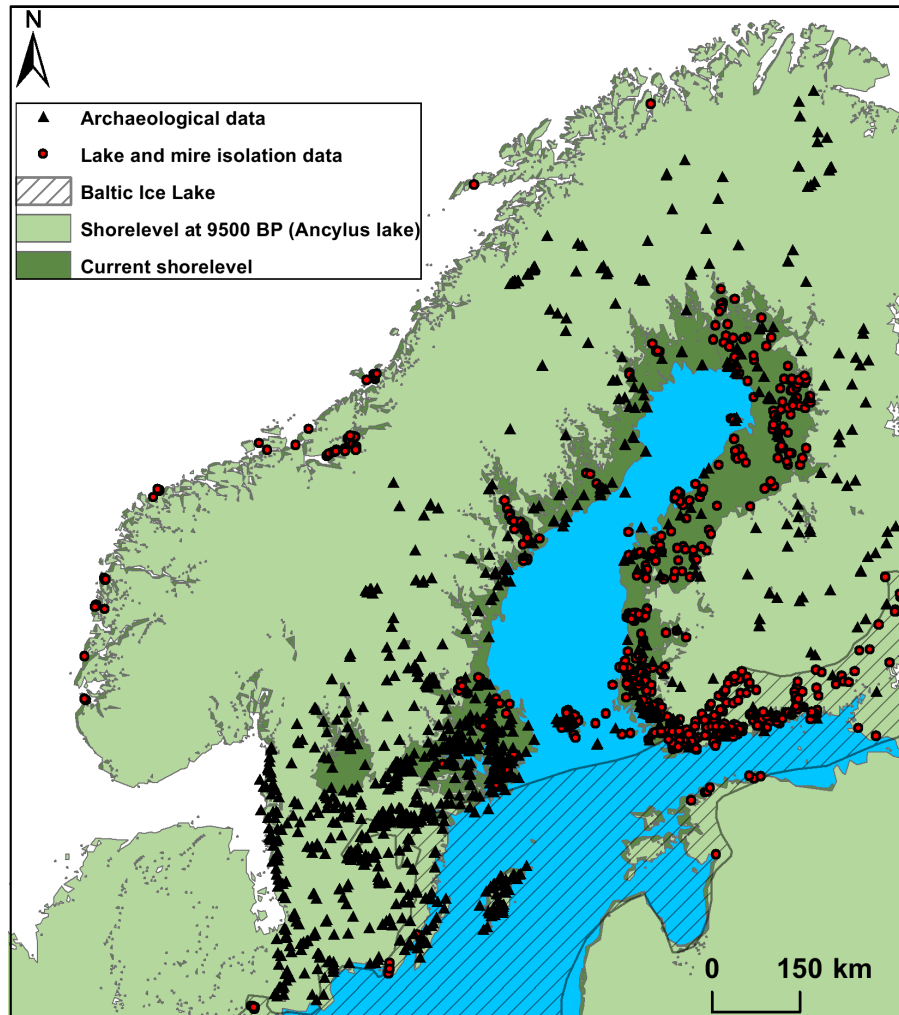 N
Archaeological data
Lake and mire isolation data
Baltic Ice Lake
Shorelevel at 9500 BP (Ancylus lake)
Current shorelevel
0 150 km